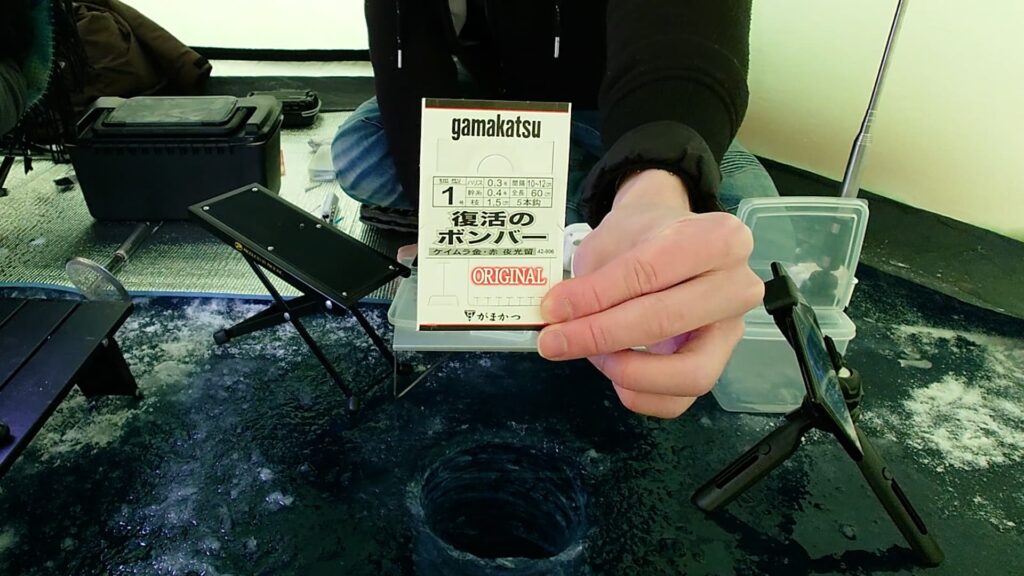 gamakatsu
1号 ハリス 0.3号 間隔 10~12cm
幹糸 0.4号 全長 60cm
枝 1.5cm 5本鈎
復活の
ボンバー
ケイムラ金・赤 夜光留 42-806
ORIGINAL
がまかつ